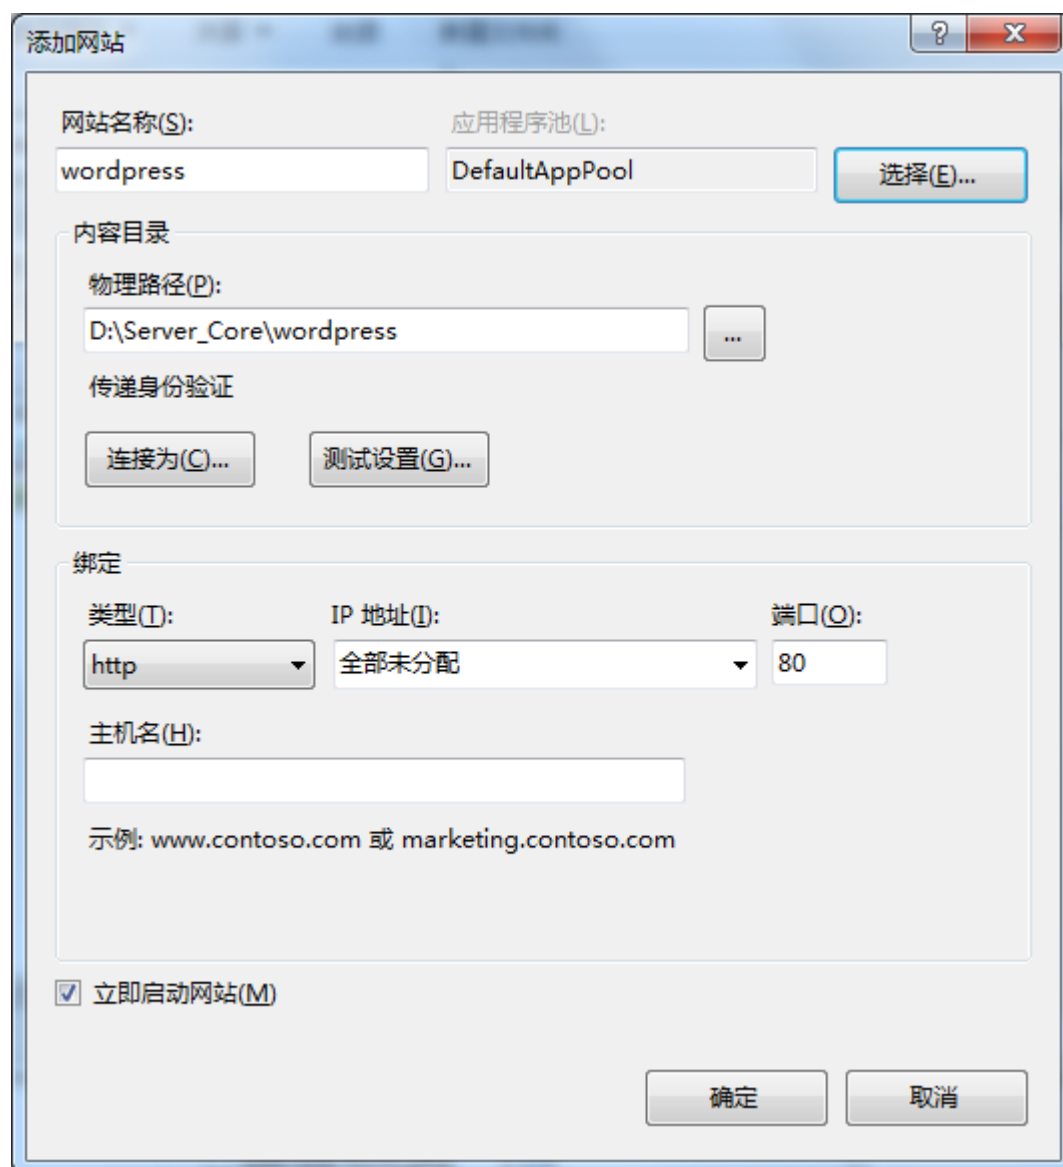 添加网站
网站名称(S): 应用程序池(L):
wordpress DefaultAppPool 选择(E)...
内容目录
物理路径(P):
D:\Server_Core\wordpress ...
传递身份验证
连接为(C)... 测试设置(G)...
绑定
类型(T): IP 地址(I): 端口(O):
http 全部未分配 80
主机名(H):
示例: www.contoso.com 或 marketing.contoso.com
立即启动网站(M)
确定 取消